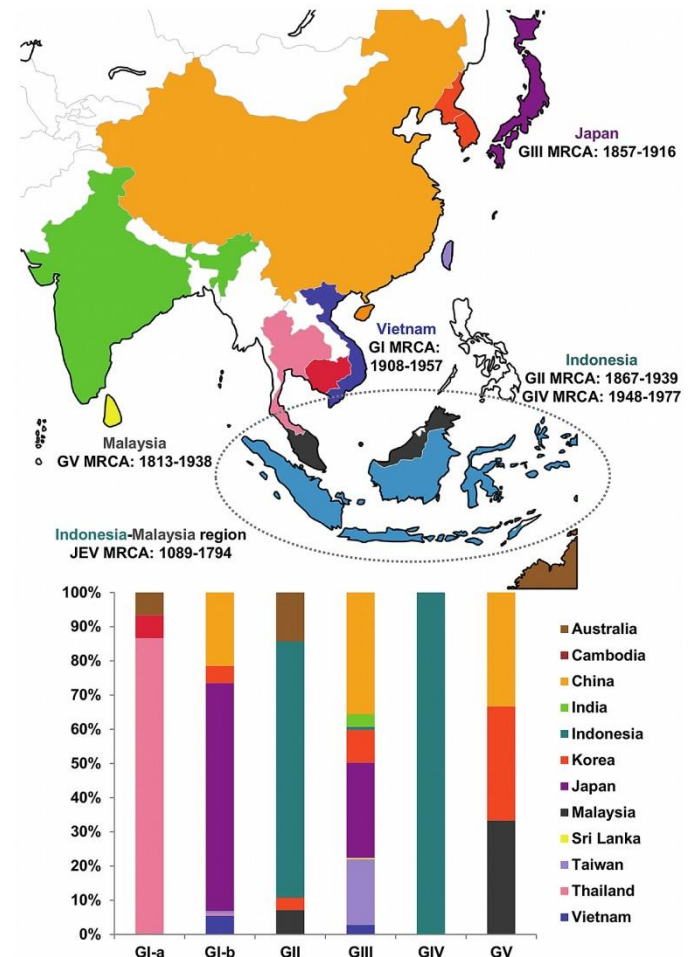 Japan
GIII MRCA: 1857-1916
Vietnam
GI MRCA:
1908-1957
Indonesia
GII MRCA: 1867-1939
GIV MRCA: 1948-1977
Malaysia
GV MRCA: 1813-1938
Indonesia-Malaysia region
JEV MRCA: 1089-1794
100%
90%
80%
70%
60%
50%
40%
30%
20%
10%
0%
GI-a GI-b GII GIII GIV GV
Australia
Cambodia
China
India
Indonesia
Korea
Japan
Malaysia
Sri Lanka
Taiwan
Thailand
Vietnam